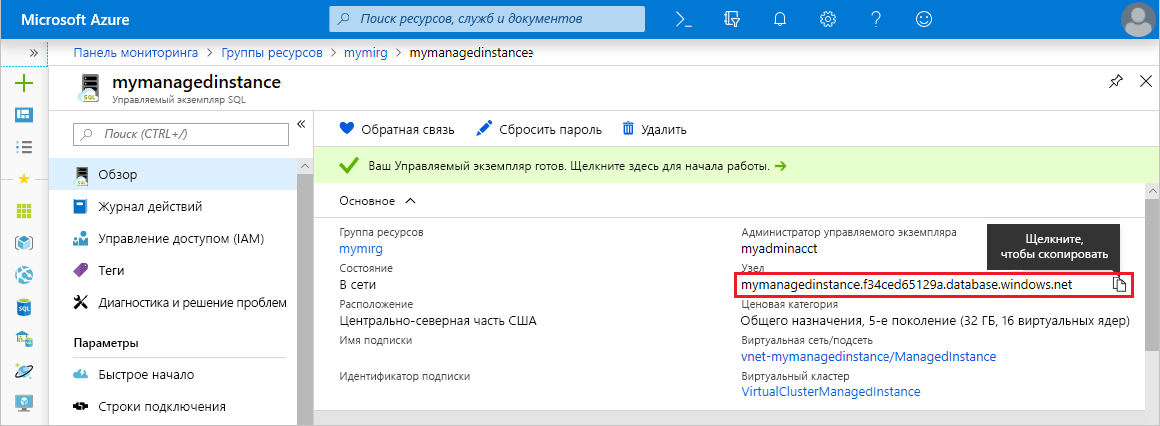 Microsoft Azure
Поиск ресурсов, служб и документов
Панель мониторинга > Группы ресурсов > mymirg > mymanagedinstance
mymanagedinstance
Управляемый экземпляр SQL
Поиск (CTRL+/)
Обзор
Журнал действий
Управление доступом (IAM)
Теги
Диагностика и решение проблем
Параметры
Быстрое начало
Строки подключения
Обратная связь
Сбросить пароль
Удалить
Ваш Управляемый экземпляр готов. Щелкните здесь для начала работы.
Основное
Группа ресурсов
mymirg
Состояние
В сети
Расположение
Центрально-северная часть США
Имя подписки
Идентификатор подписки
Администратор управляемого экземпляра
myadminacct
Щелкните,
чтобы скопировать
Узел
mymanagedinstance.f34ced65129a.database.windows.net
Ценовая категория
Общего назначения, 5-е поколение (32 ГБ, 16 виртуальных ядер)
Виртуальная сеть/подсеть
vnet-mymanagedinstance/ManagedInstance
Виртуальный кластер
VirtualClusterManagedInstance